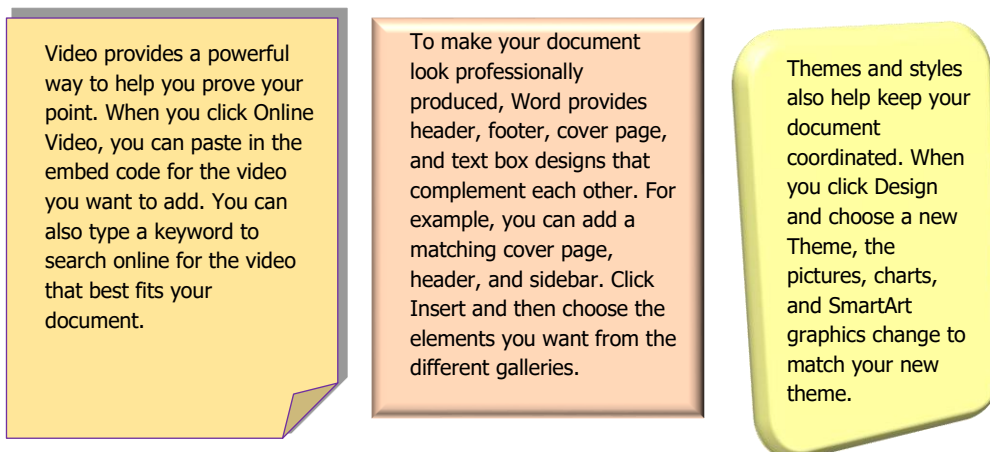 Video provides a powerful
way to help you prove your
point. When you click Online
Video, you can paste in the
embed code for the video
you want to add. You can
also type a keyword to
search online for the video
that best fits your
document.
To make your document
look professionally
produced, Word provides
header, footer, cover page,
and text box designs that
complement each other. For
example, you can add a
matching cover page,
header, and sidebar. Click
Insert and then choose the
elements you want from the
different galleries.
Themes and styles
also help keep your
document
coordinated. When
you click Design
and choose a new
Theme, the
pictures, charts,
and SmartArt
graphics change to
match your new
theme.